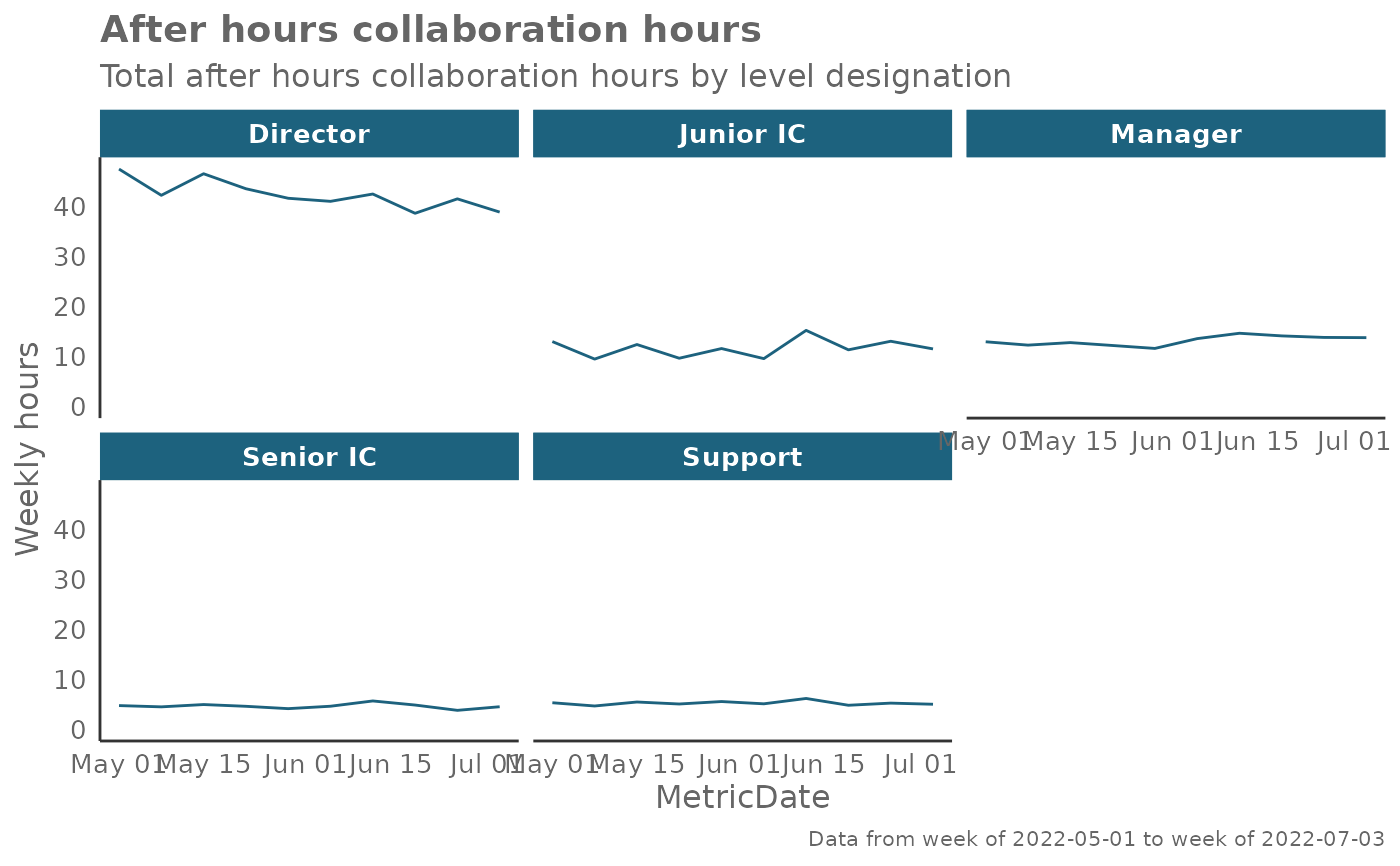 After hours collaboration hours
Total after hours collaboration hours by level designation
Director
Junior IC
Manager
40
30
20
10
0
May 01
May 15
Jun 01
Jun 15
Jul 01
Weekly hours
Senior IC
Support
40
30
20
10
0
May 01
May 15
Jun 01
Jun 15
Jul 01
May 01
May 15
Jun 01
Jun 15
Jul 01
MetricDate
Data from week of 2022-05-01 to week of 2022-07-03